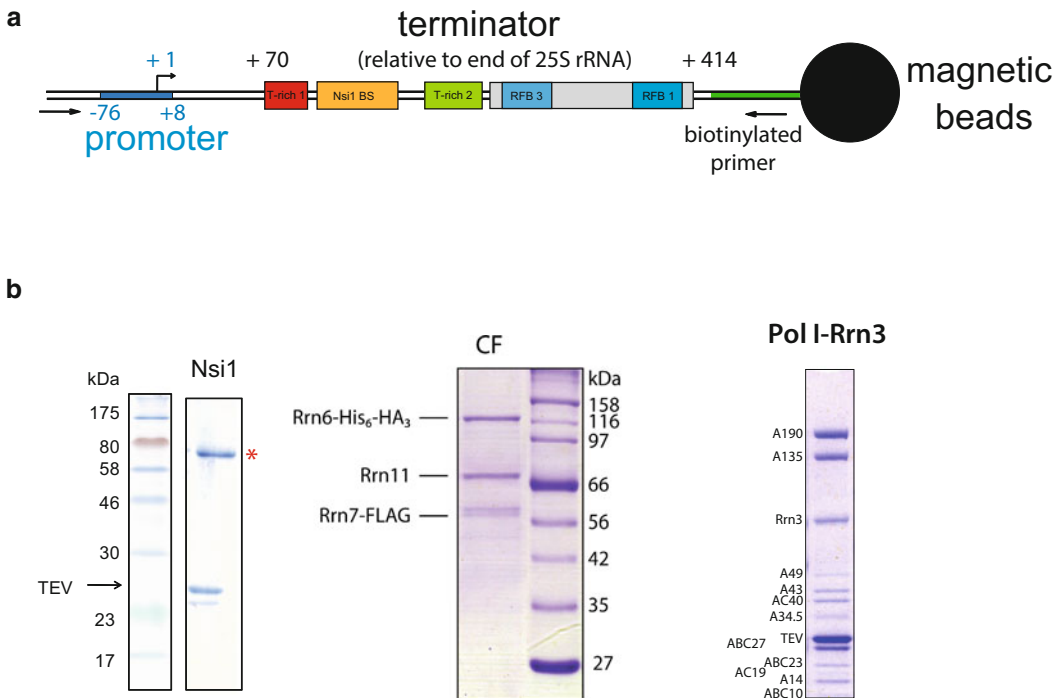 a
terminator
(relative to end of 25S rRNA)
+ 1
+ 70
+ 414
T-rich 1
Nsi1 BS
T-rich 2
RFB 3
RFB 1
magnetic
beads
-76
+8
promoter
biotinylated
primer
b
Nsi1
kDa
175
80
58
46
30
23
17
TEV
*
CF
kDa
Rrn6-His₆-HA₃
Rrn11
Rrn7-FLAG
158
116
97
66
56
42
35
27
Pol I-Rrn3
A190
A135
Rrn3
A49
A43
AC40
A34.5
TEV
ABC27
ABC23
AC19
A14
ABC10